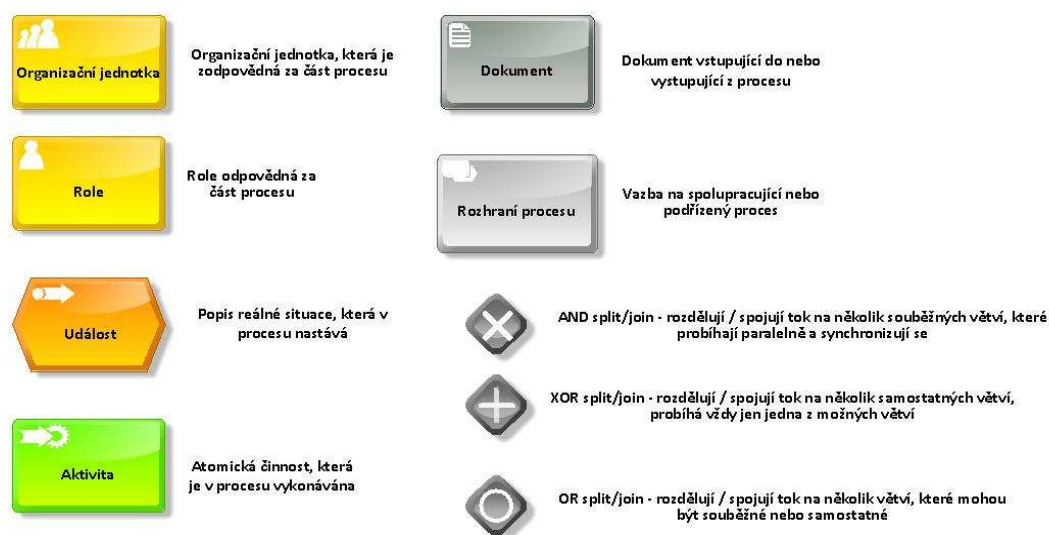 Organizační jednotka
Organizační jednotka, která je
zodpovědná za část procesu
Role
Role odpovědná za
část procesu
Událost
Popis reálné situace, která v
procesu nastává
Aktivita
Atomická činnost, která
je v procesu vykonávána
Dokument
Dokument vstupující do nebo
vystupující z procesu
Rozhraní procesu
Vazba na spolupracující nebo
podřízený proces
AND split/join - rozdělují / spojují tok na několik souběžných větví, které
probíhají paralelně a synchronizují se
XOR split/join - rozdělují / spojují tok na několik samostatných větví,
probíhá vždy jen jedna z možných větví
OR split/join - rozdělují / spojují tok na několik větví, které mohou
být souběžné nebo samostatné